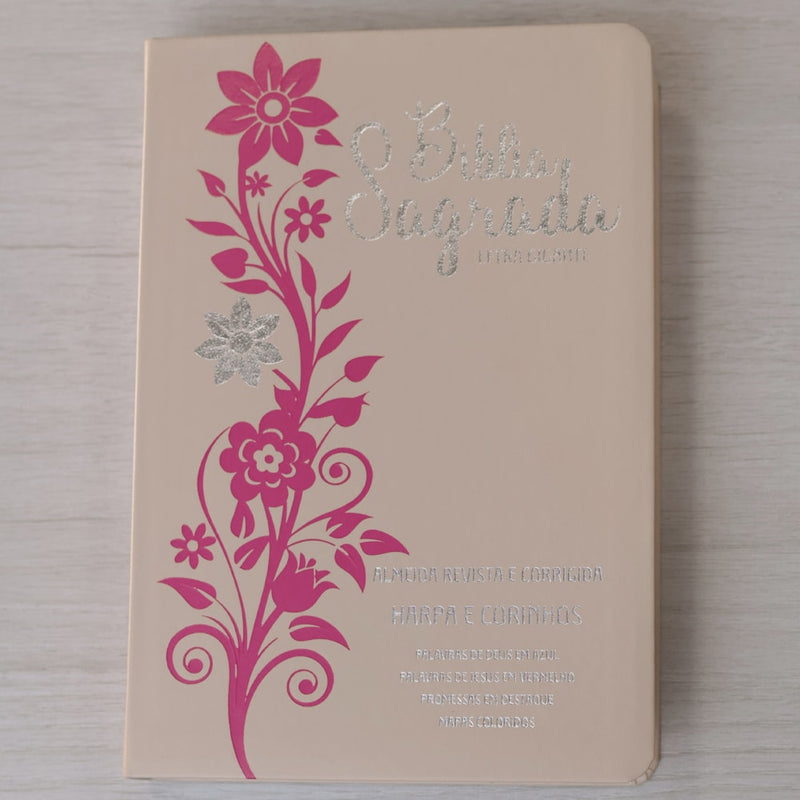 Bíblia
Sagrada
LETRA GIGANTE
ALMEIDA REVISTA E CORRIGIDA
HARPA E CORINHOS
PALAVRAS DE DEUS EM AZUL
PALAVRAS DE JESUS EM VERMELHO
PROMESSAS EM DESTAQUE
MAPAS COLORIDOS